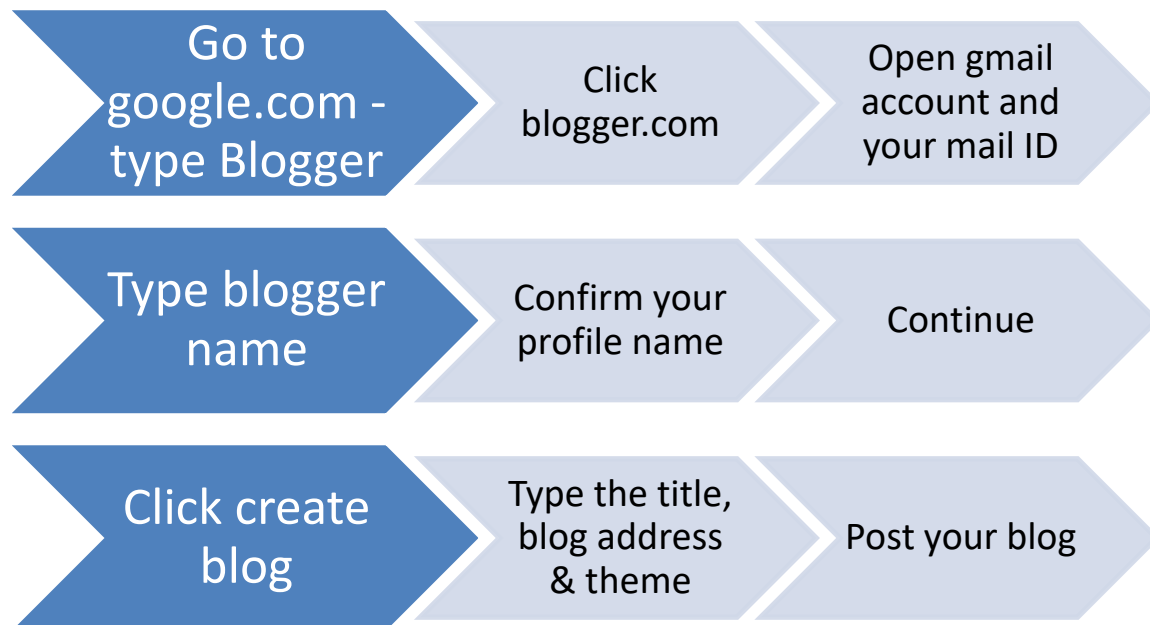 Go to
google.com -
type Blogger
Click
blogger.com
Open gmail
account and
your mail ID
Type blogger
name
Confirm your
profile name
Continue
Click create
blog
Type the title,
blog address
& theme
Post your blog